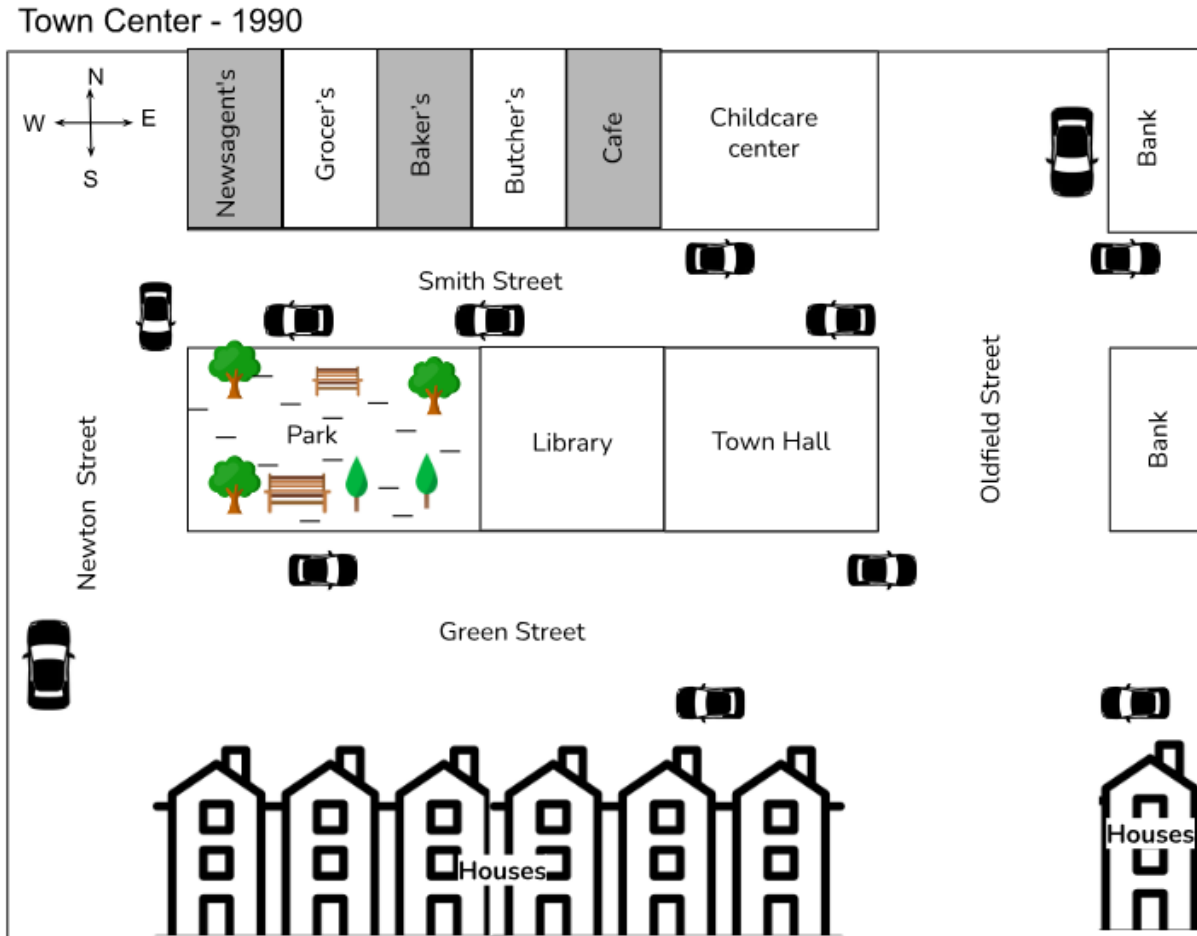 Town Center - 1990
N
W
E
S
Newsagent's
Grocer's
Baker's
Butcher's
Cafe
Childcare
center
Bank
Smith Street
Newton Street
Park
Library
Town Hall
Oldfield Street
Bank
Green Street
Houses
Houses